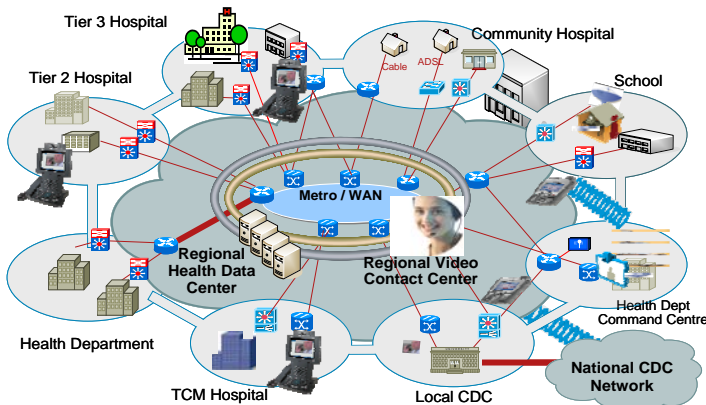 Tier 3 Hospital
Community Hospital
Cable
ADSL
Tier 2 Hospital
School
Metro / WAN
Regional
Health Data
Center
Regional Video
Contact Center
Health Dept
Command Centre
Health Department
TCM Hospital
Local CDC
National CDC
Network